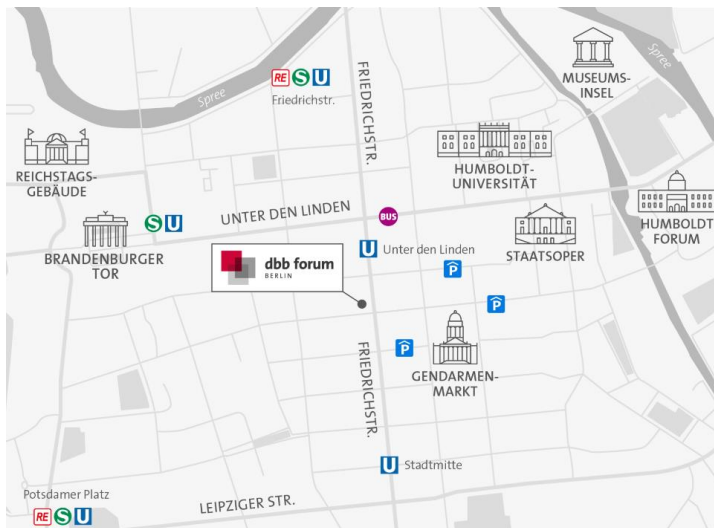 MUSEUMS-
INSEL
Spree
RE S U
Friedrichstr.
Spree
FRIEDRICHSTR.
REICHSTAGS-
GEBÄUDE
HUMBOLDT-
UNIVERSITÄT
S U
UNTER DEN LINDEN
BUS
BRANDENBURGER
TOR
STAATSOPER
HUMBOLDT
FORUM
U Unter den Linden
dbb forum
BERLIN
P
P
P
FRIEDRICHSTR.
GENDARMEN-
MARKT
U Stadtmitte
Potsdamer Platz
RE S U
LEIPZIGER STR.